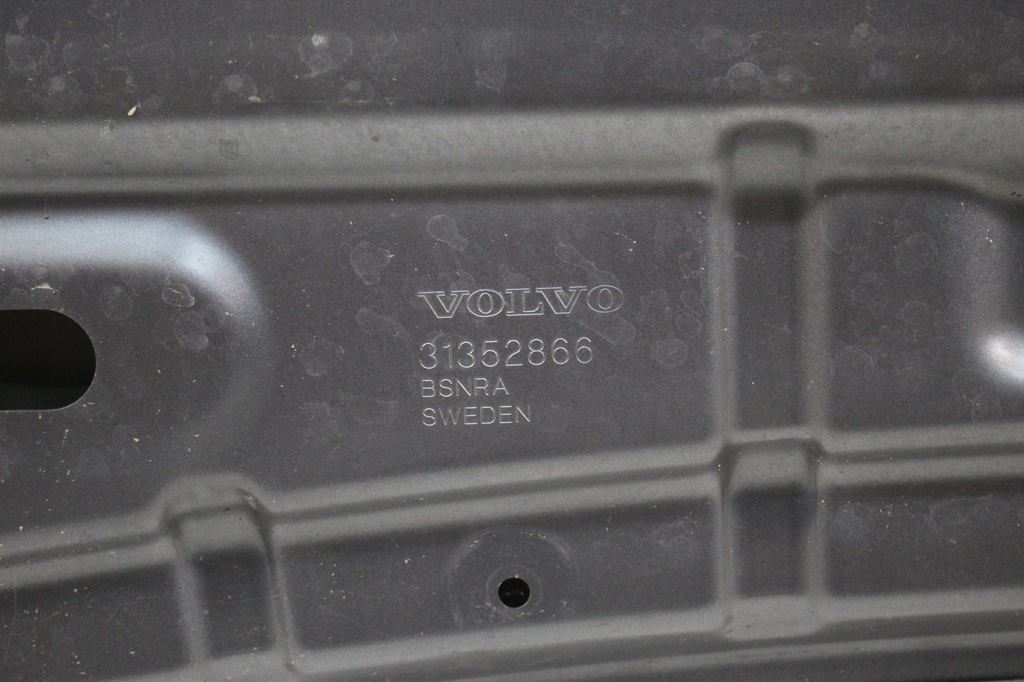 VOLVO
31352866
BSNRA
SWEDEN